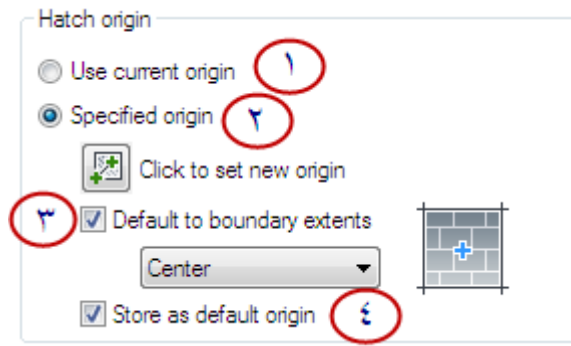 Hatch origin
Use current origin ١
Specified origin ٢
Click to set new origin
٣ Default to boundary extents
Center
Store as default origin ٤